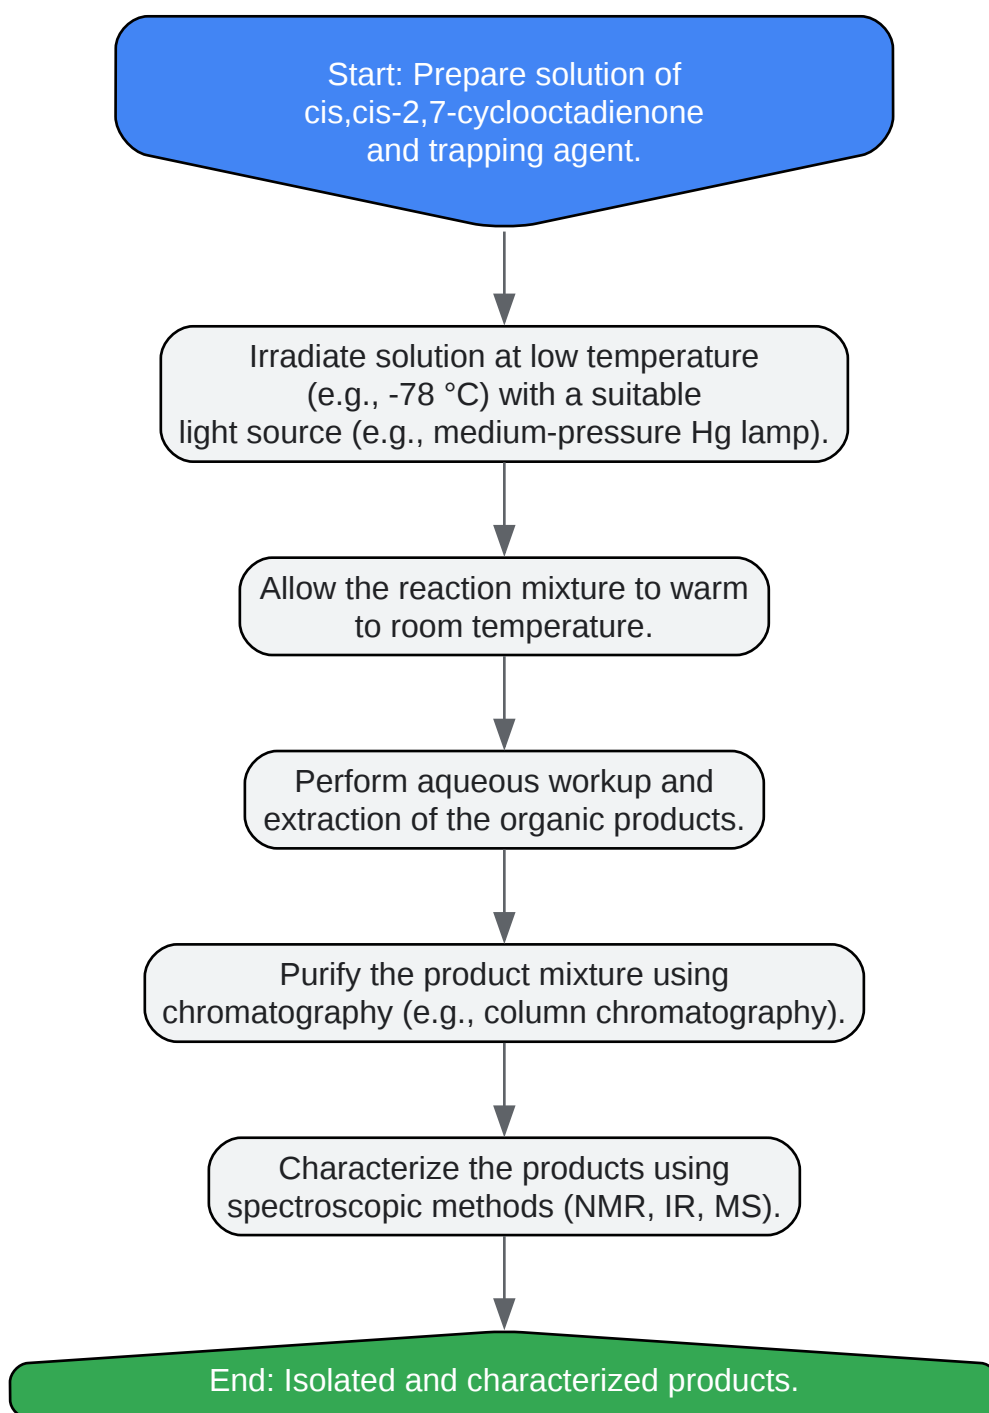 Start: Prepare solution of
cis,cis-2,7-cyclooctadienone
and trapping agent.
Irradiate solution at low temperature
(e.g., -78 °C) with a suitable
light source (e.g., medium-pressure Hg lamp).
Allow the reaction mixture to warm
to room temperature.
Perform aqueous workup and
extraction of the organic products.
Purify the product mixture using
chromatography (e.g., column chromatography).
Characterize the products using
spectroscopic methods (NMR, IR, MS).
End: Isolated and characterized products.